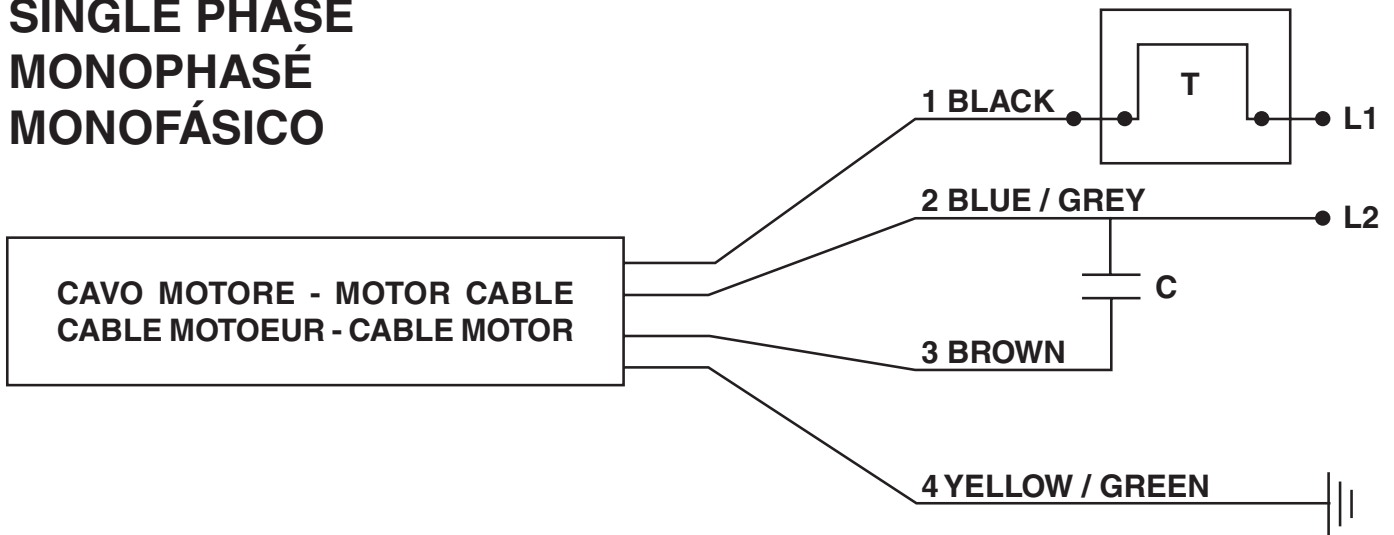 SINGLE PHASE
MONOPHASÉ
MONOFÁSICO
1 BLACK
T
L1
2 BLUE / GREY
L2
CAVO MOTORE - MOTOR CABLE
CABLE MOTOEUR - CABLE MOTOR
C
3 BROWN
4 YELLOW / GREEN